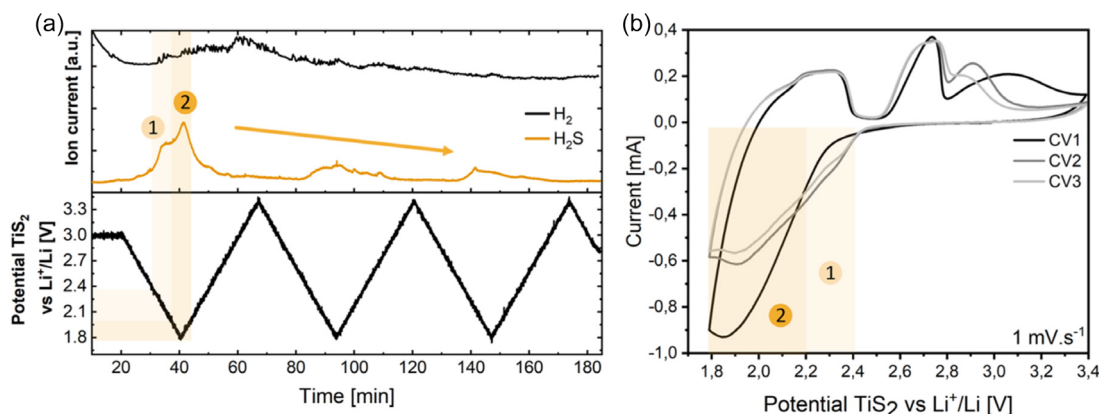 (a)
Ion current [a.u.]
1
2
H2
H2S
Potential TiS2
vs Li+/Li [V]
3.3
3.0
2.7
2.4
2.1
1.8
20 40 60 80 100 120 140 160 180
Time [min]
(b)
Current [mA]
0,4
0,2
0,0
-0,2
-0,4
-0,6
-0,8
-1,0
CV1
CV2
CV3
1
2
1 mV.s-1
1,8 2,0 2,2 2,4 2,6 2,8 3,0 3,2 3,4
Potential TiS2 vs Li+/Li [V]